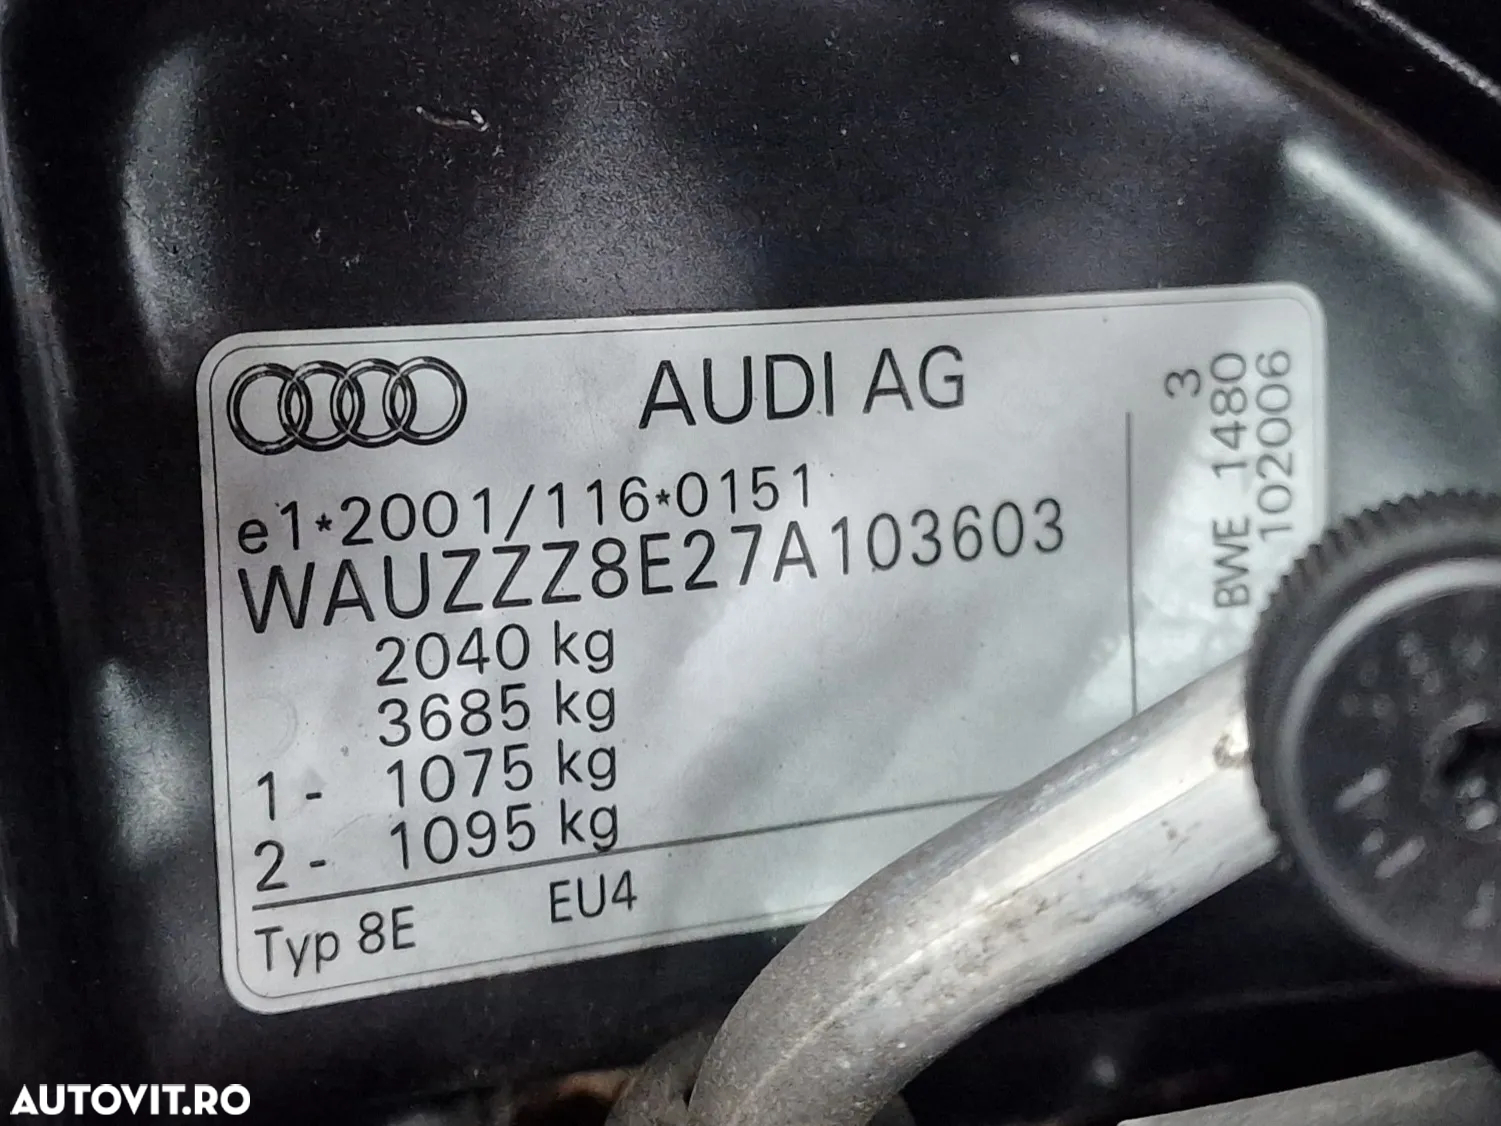 AUDI AG
e1*2001/116*0151
WAUZZZ8E27A103603
2040 kg
3685 kg
1 - 1075 kg
2 - 1095 kg
Typ 8E EU4
3
BWE 1480
102006
AUTOVIT.RO